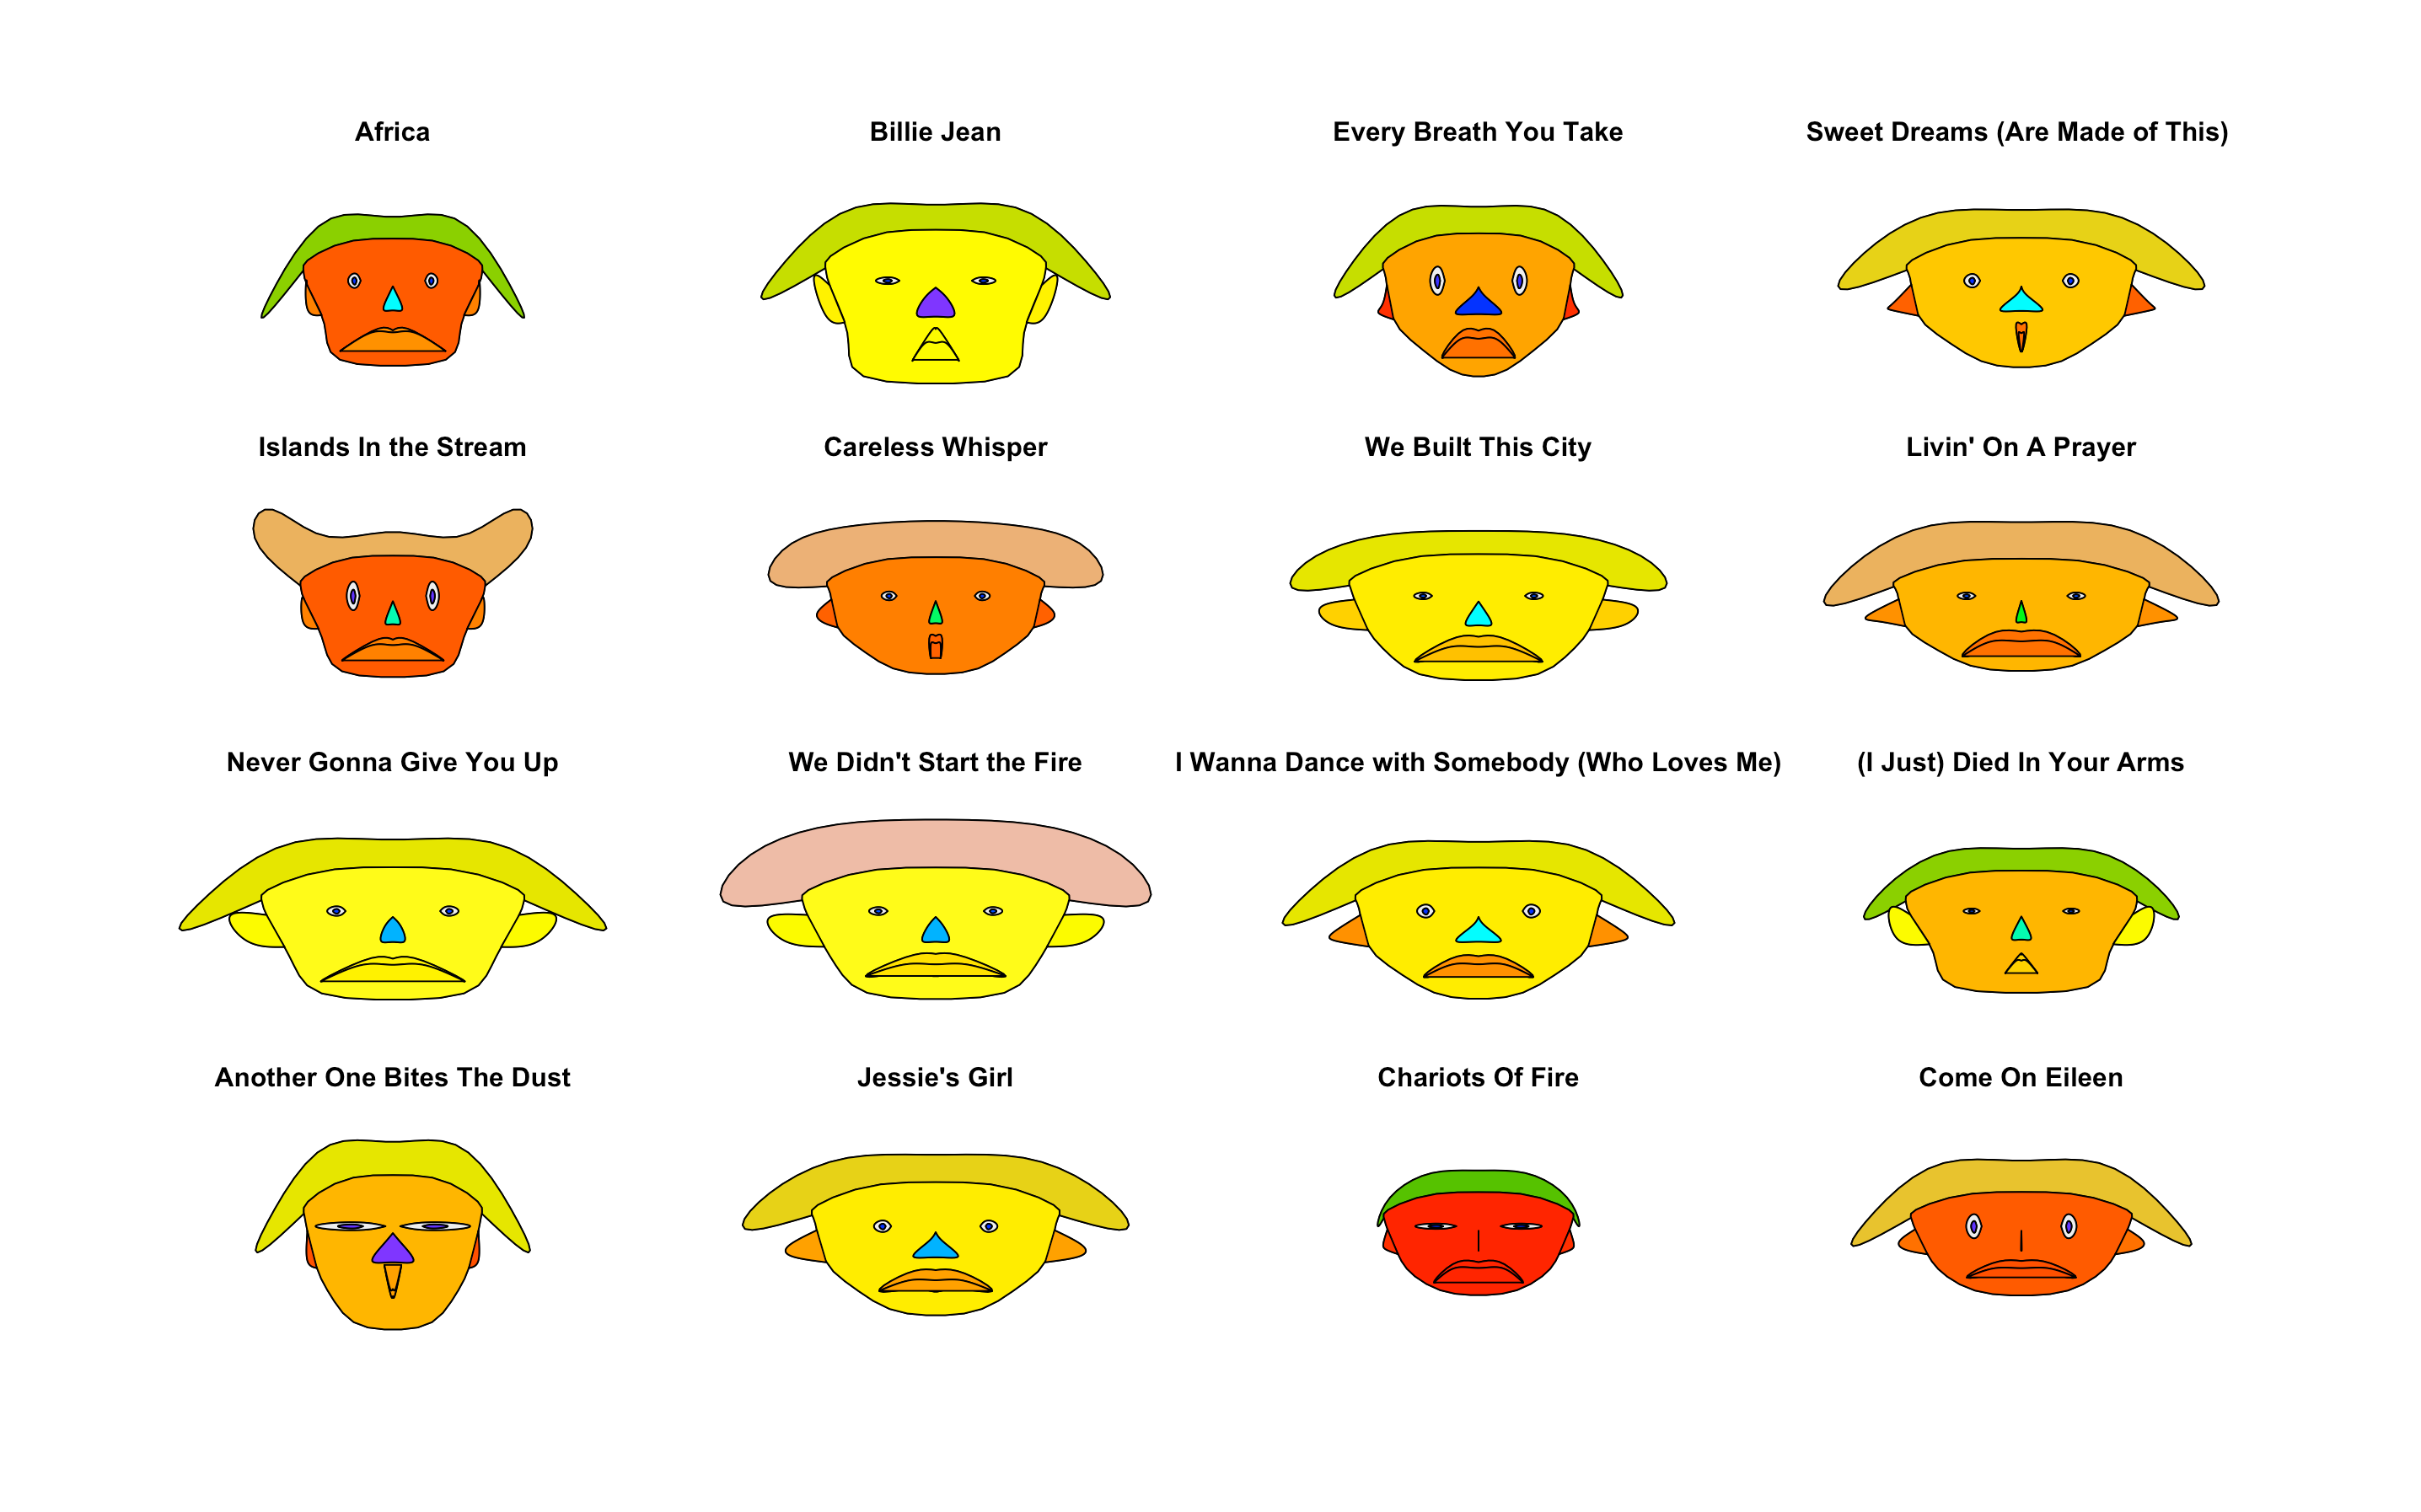 Africa
Billie Jean
Every Breath You Take
Sweet Dreams (Are Made of This)
Islands In the Stream
Careless Whisper
We Built This City
Livin' On A Prayer
Never Gonna Give You Up
We Didn't Start the Fire
I Wanna Dance with Somebody (Who Loves Me)
(I Just) Died In Your Arms
Another One Bites The Dust
Jessie's Girl
Chariots Of Fire
Come On Eileen